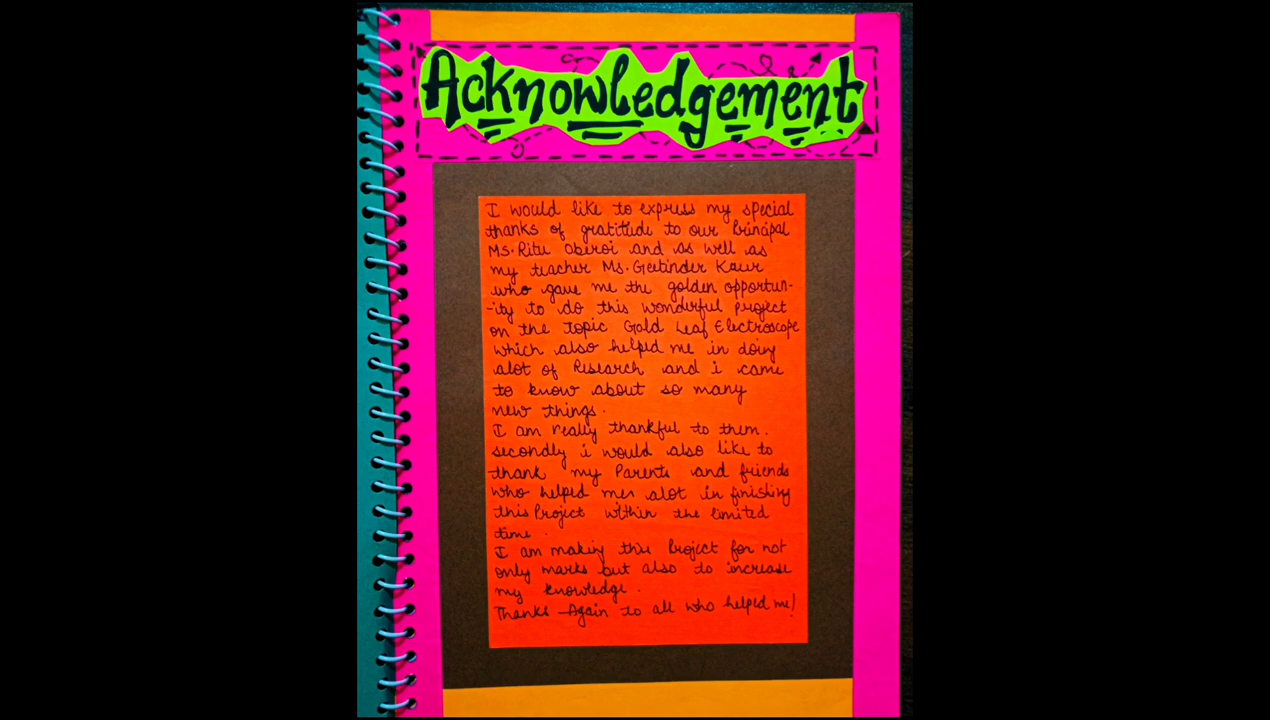 Acknowledgement
I would like to express my special
thanks of gratitude to our Principal
Ms. Ritu Oberoi and as well as
my teacher Ms. Geetinder Kaur
who gave me the golden opportun-
-ity to do this wonderful Project
on the topic Gold Leaf Electroscope
which also helped me in doing
alot of Research and i came
to know about so many
new things.
I am really thankful to them.
secondly i would also like to
thank my Parents and friends
who helped me alot in finishing
this Project within the limited
time.
I am making this Project for not
only marks but also to increase
my knowledge.
Thanks Again to all who helped me!